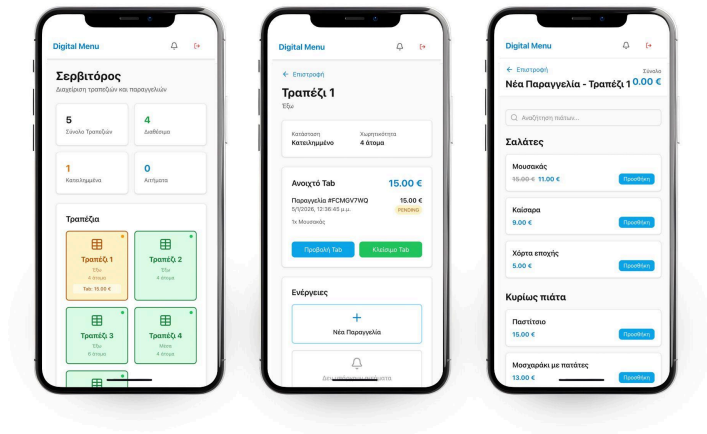 Digital Menu
Σερβιτόρος
Διαχείριση τραπεζιών και
παραγγελιών
5
Σύνολο Τραπεζιών
4
Διαθέσιμα
1
Κατειλημμένα
0
Αιτήματα
Τραπέζια
Τραπέζι 1
Έξω
4 άτομα
Tab: 15.00 €
Τραπέζι 2
Έξω
4 άτομα
Τραπέζι 3
Έξω
6 άτομα
Τραπέζι 4
Μέσα
4 άτομα
Digital Menu
← Επιστροφή
Τραπέζι 1
Έξω
Κατάσταση
Κατειλημμένο
Χωρητικότητα
4 άτομα
Ανοιχτό Tab 15.00 €
Παραγγελία #FCMGV7WQ 15.00 €
5/1/2026, 12:36:45 μ.μ. PENDING
1x Μουσακάς
Προβολή Tab Κλείσιμο Tab
Ενέργειες
Νέα Παραγγελία
Digital Menu
← Επιστροφή
Νέα Παραγγελία - Τραπέζι 1
Σύνολο
0.00 €
Αναζήτηση πιάτων...
Σαλάτες
Μουσακάς
15.00 € 11.00 € Προσθήκη
Καίσαρα
9.00 € Προσθήκη
Χόρτα εποχής
5.00 € Προσθήκη
Κυρίως πιάτα
Παστίτσιο
15.00 € Προσθήκη
Μοσχαράκι με πατάτες
13.00 € Προσθήκη